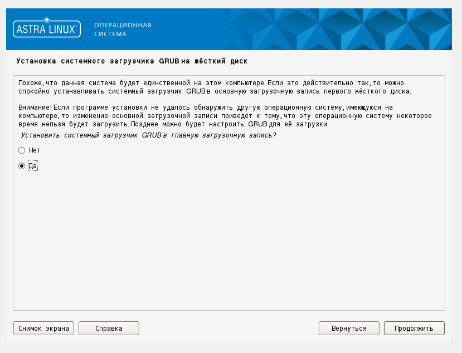 ASTRA LINUX
ОПЕРАЦИОННАЯ
СИСТЕМА
Установка системного загрузчика GRUB на жёсткий диск
Похоже, что данная система будет единственной на этом компьютере. Если это действительно так, то можно
спокойно устанавливать системный загрузчик GRUB в основную загрузочную запись первого жёсткого диска.
Внимание! Если программе установки не удалось обнаружить другую операционную систему, имеющуюся на
компьютере, то изменение основной загрузочной записи приведёт к тому, что эту операционную систему некоторое
время нельзя будет загрузить. Позднее можно будет настроить GRUB для её загрузки.
Установить системный загрузчик GRUB в главную загрузочную запись?
Нет
Да
Снимок экрана
Справка
Вернуться
Продолжить